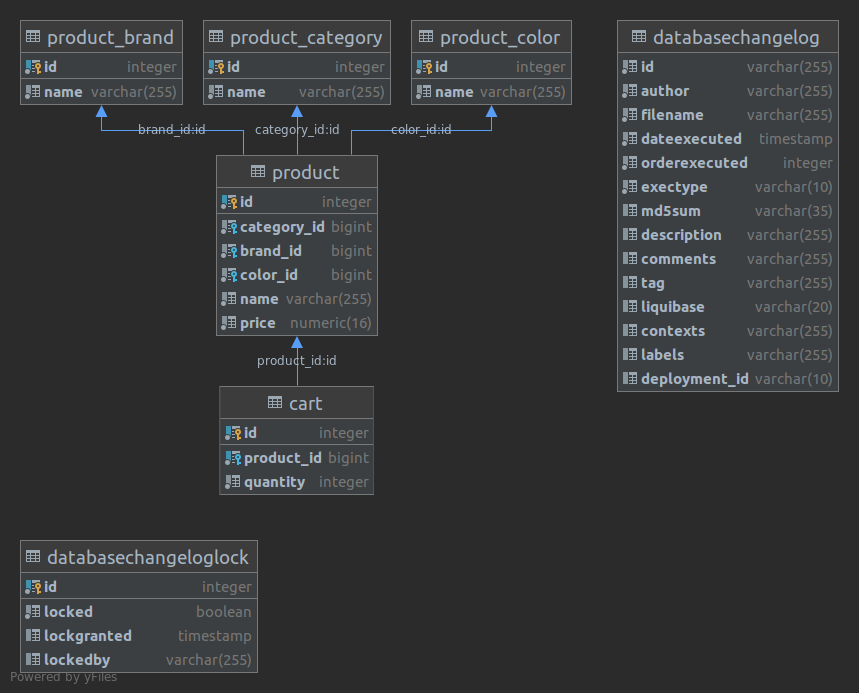 product_brand
id integer
name varchar(255)
product_category
id integer
name varchar(255)
product_color
id integer
name varchar(255)
brand_id:id
category_id:id
color_id:id
product
id integer
category_id bigint
brand_id bigint
color_id bigint
name varchar(255)
price numeric(16)
product_id:id
cart
id integer
product_id bigint
quantity integer
databasechangelog
id varchar(255)
author varchar(255)
filename varchar(255)
dateexecuted timestamp
orderexecuted integer
exectype varchar(10)
md5sum varchar(35)
description varchar(255)
comments varchar(255)
tag varchar(255)
liquibase varchar(20)
contexts varchar(255)
labels varchar(255)
deployment_id varchar(10)
databasechangeloglock
id integer
locked boolean
lockgranted timestamp
lockedby varchar(255)
Powered by yFiles